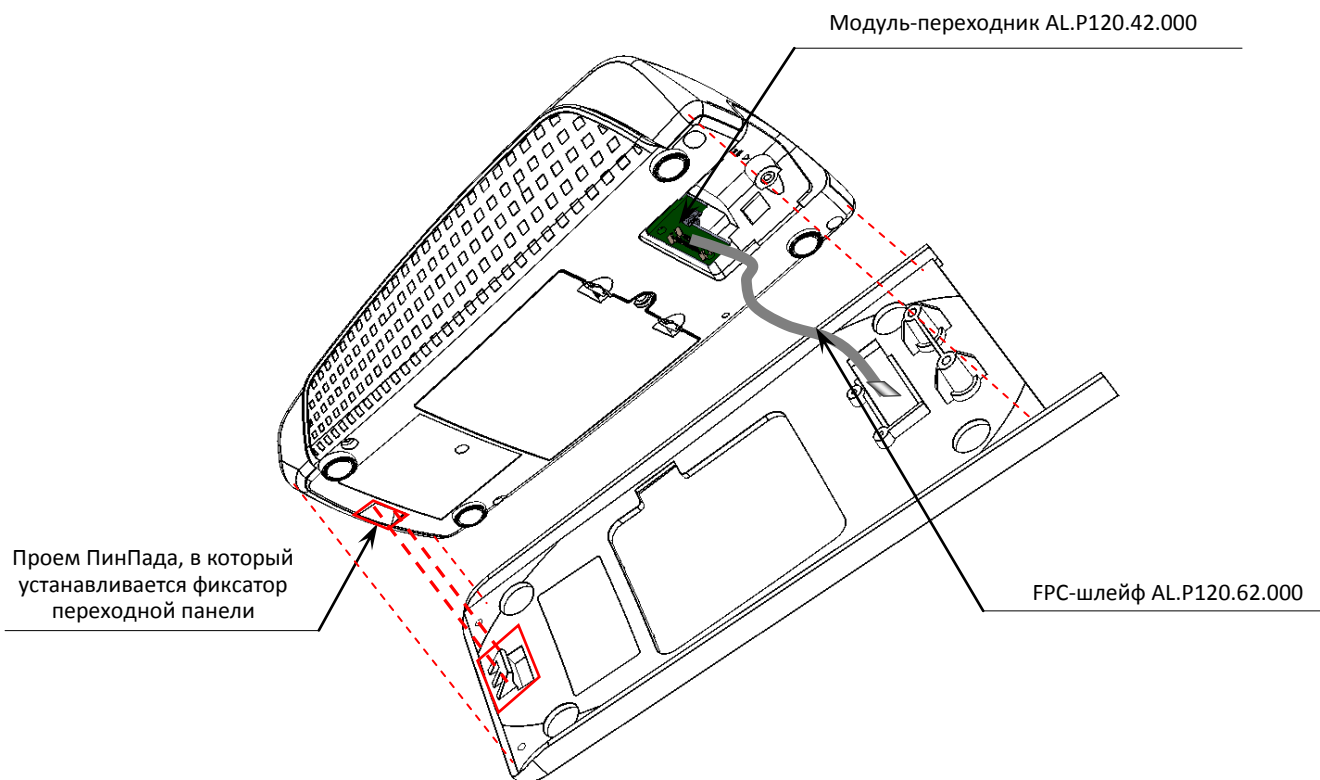 Модуль-переходник AL.P120.42.000
Проем ПинПада, в который
устанавливается фиксатор
переходной панели
FPC-шлейф AL.P120.62.000